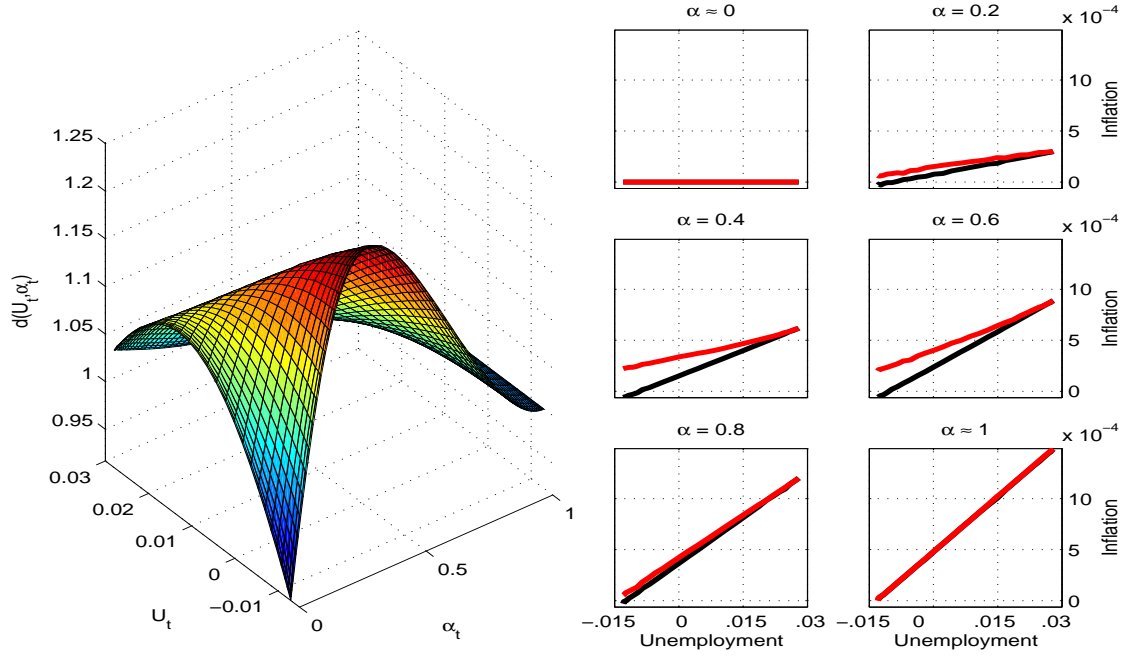 1.25
1.2
1.15
1.1
1.05
1
0.95
d(U_t,α_t)
0.03
0.02
0.01
0
−0.01
U_t
0
0.5
1
α_t
α ≈ 0
α = 0.2
x 10^−4
10
5
0
Inflation
α = 0.4
α = 0.6
x 10^−4
10
5
0
α = 0.8
α ≈ 1
x 10^−4
10
5
0
Inflation
−.015 0 .015 .03
Unemployment
−.015 0 .015 .03
Unemployment